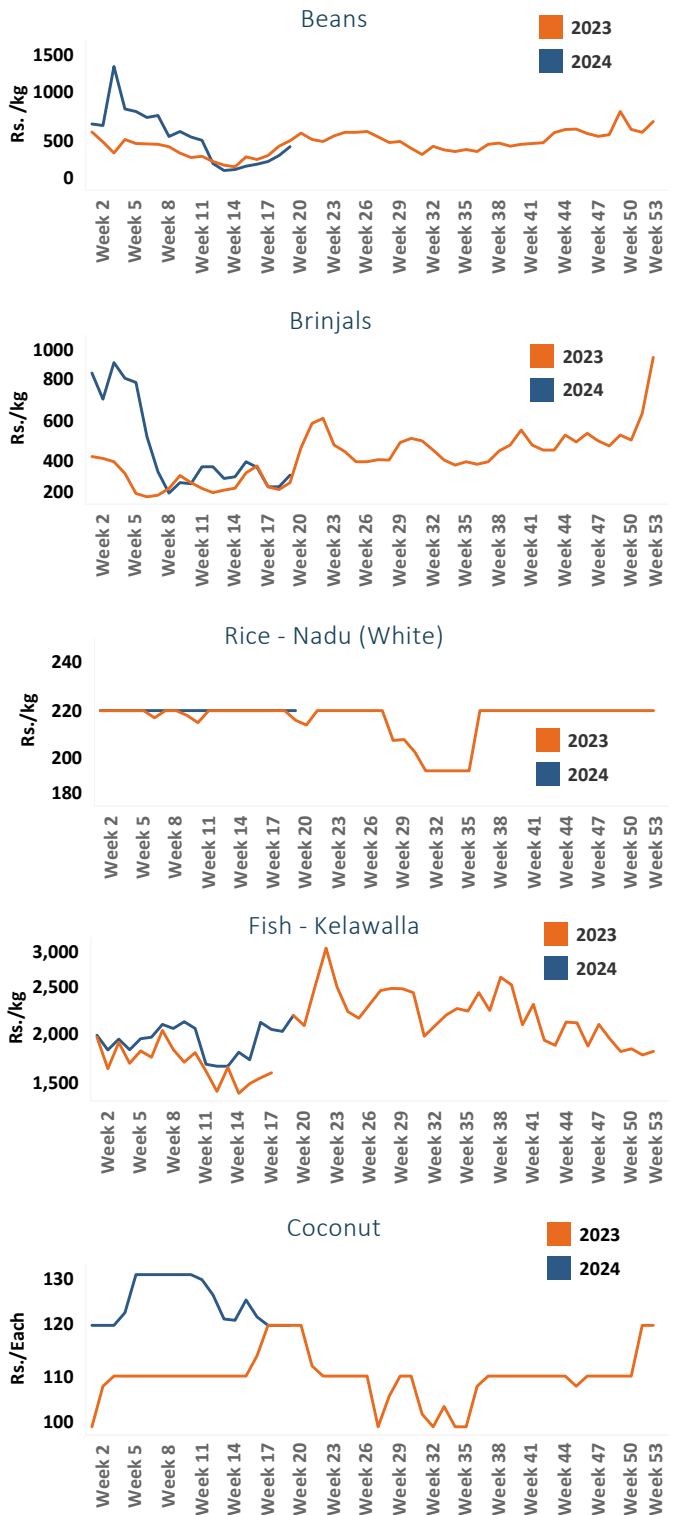 Beans
2023
2024
Rs. /kg
1500
1000
500
0
Week 2
Week 5
Week 8
Week 11
Week 14
Week 17
Week 20
Week 23
Week 26
Week 29
Week 32
Week 35
Week 38
Week 41
Week 44
Week 47
Week 50
Week 53
Brinjals
2023
2024
Rs./kg
1000
800
600
400
200
Week 2
Week 5
Week 8
Week 11
Week 14
Week 17
Week 20
Week 23
Week 26
Week 29
Week 32
Week 35
Week 38
Week 41
Week 44
Week 47
Week 50
Week 53
Rice - Nadu (White)
Rs./kg
240
220
200
180
2023
2024
Week 2
Week 5
Week 8
Week 11
Week 14
Week 17
Week 20
Week 23
Week 26
Week 29
Week 32
Week 35
Week 38
Week 41
Week 44
Week 47
Week 50
Week 53
Fish - Kelawalla
2023
2024
Rs./kg
3,000
2,500
2,000
1,500
Week 2
Week 5
Week 8
Week 11
Week 14
Week 17
Week 20
Week 23
Week 26
Week 29
Week 32
Week 35
Week 38
Week 41
Week 44
Week 47
Week 50
Week 53
Coconut
2023
2024
Rs./Each
130
120
110
100
Week 2
Week 5
Week 8
Week 11
Week 14
Week 17
Week 20
Week 23
Week 26
Week 29
Week 32
Week 35
Week 38
Week 41
Week 44
Week 47
Week 50
Week 53